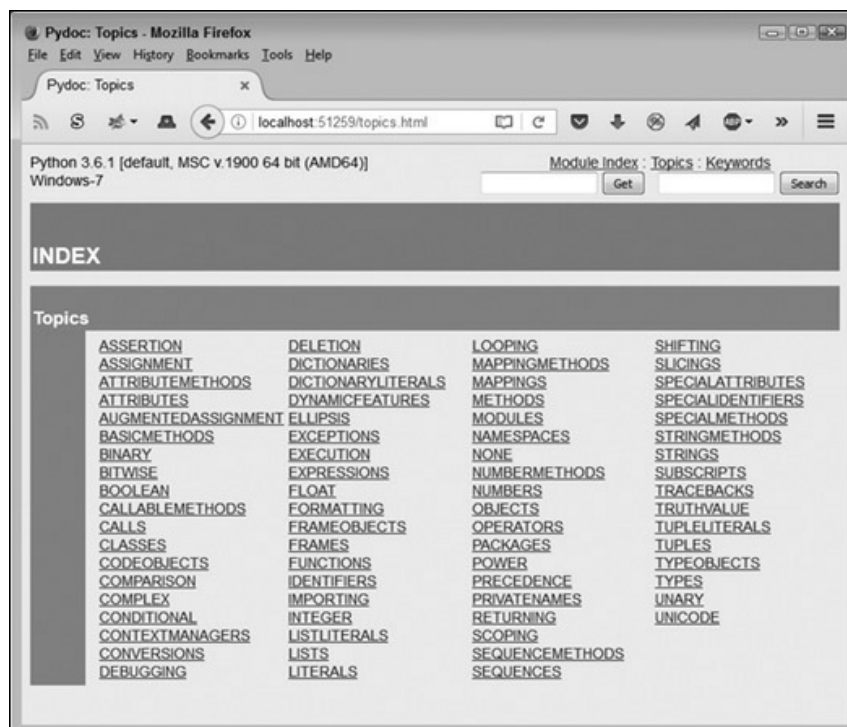 Pydoc: Topics - Mozilla Firefox
File Edit View History Bookmarks Tools Help
Pydoc: Topics
localhost:51259/topics.html
Python 3.6.1 [default, MSC v.1900 64 bit (AMD64)]
Windows-7
Module Index : Topics : Keywords
Get
Search
INDEX
Topics
ASSERTION
ASSIGNMENT
ATTRIBUTEMETHODS
ATTRIBUTES
AUGMENTEDASSIGNMENT
BASICMETHODS
BINARY
BITWISE
BOOLEAN
CALLABLEMETHODS
CALLS
CLASSES
CODEOBJECTS
COMPARISON
COMPLEX
CONDITIONAL
CONTEXTMANAGERS
CONVERSIONS
DEBUGGING
DELETION
DICTIONARIES
DICTIONARYLITERALS
DYNAMICFEATURES
ELLIPSIS
EXCEPTIONS
EXECUTION
EXPRESSIONS
FLOAT
FORMATTING
FRAMEOBJECTS
FRAMES
FUNCTIONS
IDENTIFIERS
IMPORTING
INTEGER
LISTLITERALS
LISTS
LITERALS
LOOPING
MAPPINGMETHODS
MAPPINGS
METHODS
MODULES
NAMESPACES
NONE
NUMBERMETHODS
NUMBERS
OBJECTS
OPERATORS
PACKAGES
POWER
PRECEDENCE
PRIVATENAMES
RETURNING
SCOPING
SEQUENCEMETHODS
SEQUENCES
SHIFTING
SLICINGS
SPECIALATTRIBUTES
SPECIALIDENTIFIERS
SPECIALMETHODS
STRINGMETHODS
STRINGS
SUBSCRIPTS
TRACEBACKS
TRUTHVALUE
TUPLELITERALS
TUPLES
TYPEOBJECTS
TYPES
UNARY
UNICODE